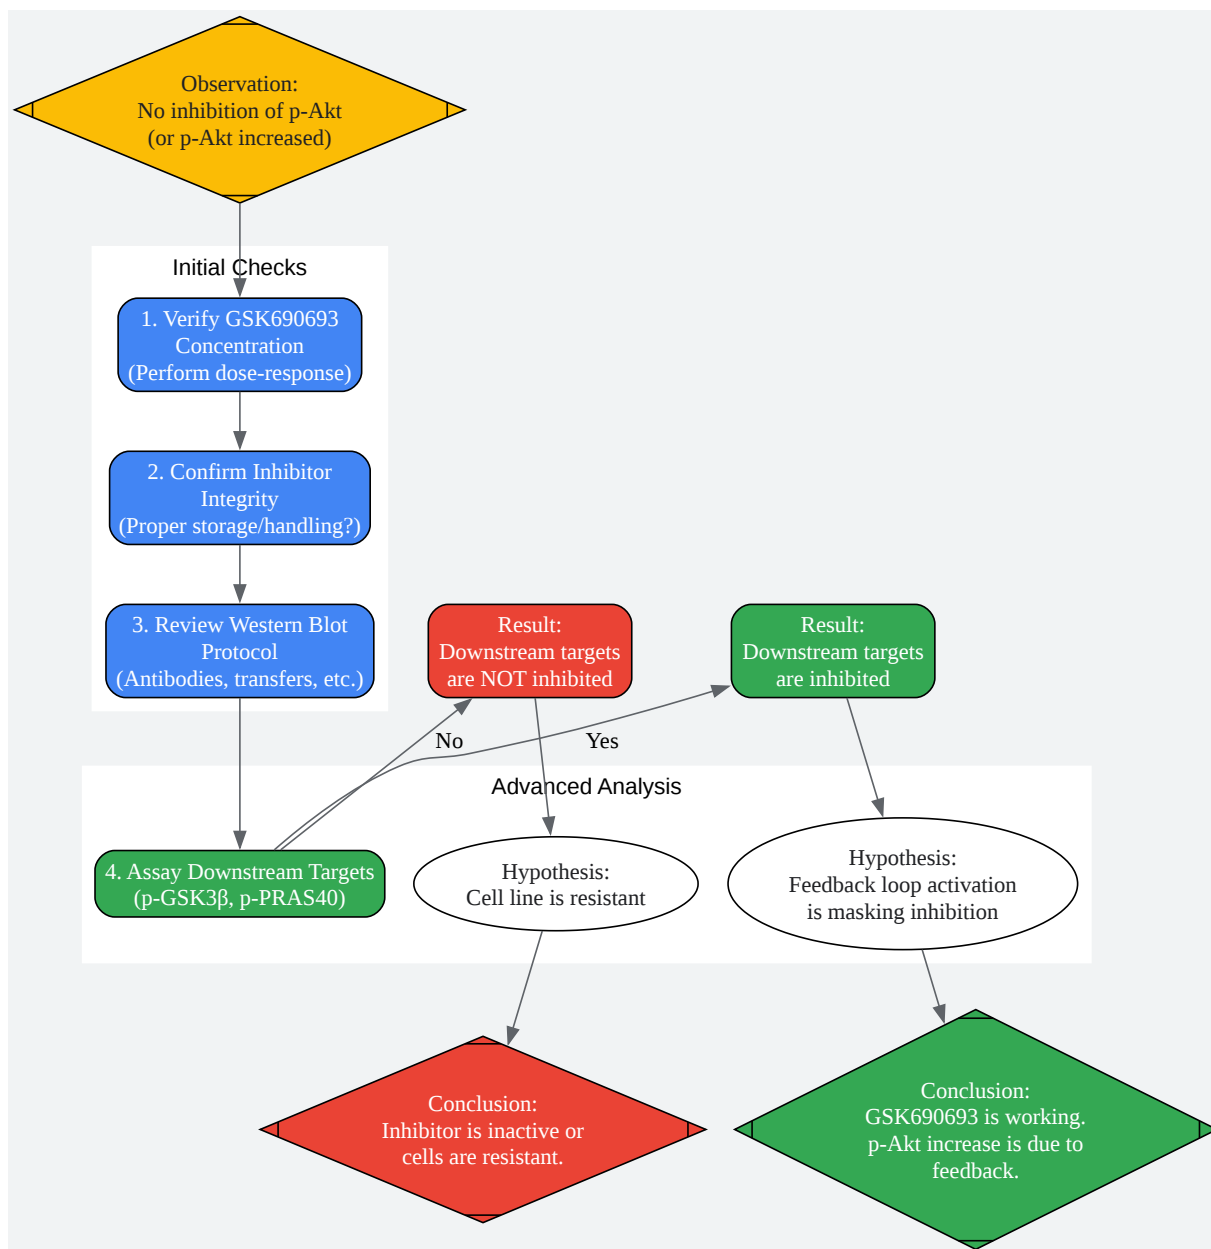 Observation:
No inhibition of p-Akt
(or p-Akt increased)
Initial Checks
1. Verify GSK690693
Concentration
(Perform dose-response)
2. Confirm Inhibitor
Integrity
(Proper storage/handling?)
3. Review Western Blot
Protocol
(Antibodies, transfers, etc.)
Result:
Downstream targets
are NOT inhibited
Result:
Downstream targets
are inhibited
No
Yes
Advanced Analysis
4. Assay Downstream Targets
(p-GSK3β, p-PRAS40)
Hypothesis:
Cell line is resistant
Hypothesis:
Feedback loop activation
is masking inhibition
Conclusion:
Inhibitor is inactive or
cells are resistant.
Conclusion:
GSK690693 is working.
p-Akt increase is due to
feedback.